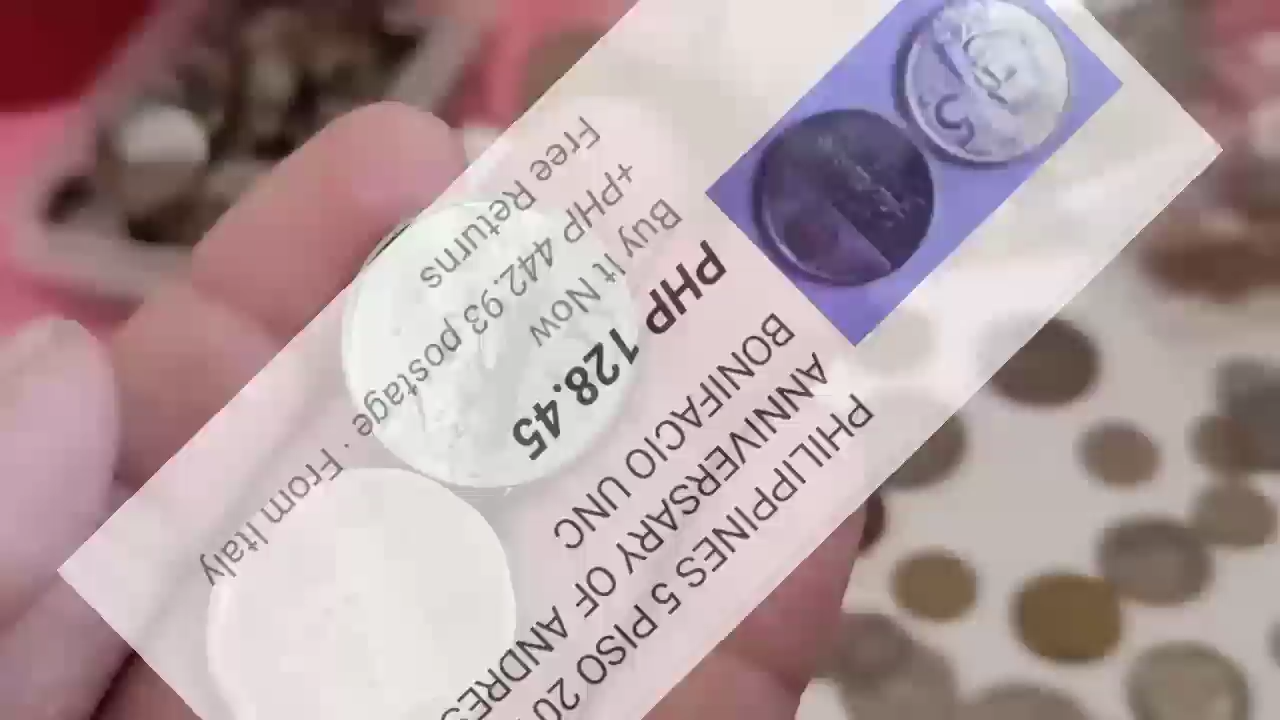 PHILIPPINES 5 PISO
ANNIVERSARY OF ANDRES
BONIFACIO UNC
PHP 128.45
Buy It Now
+PHP 442.93 postage · From Italy
Free Returns
5